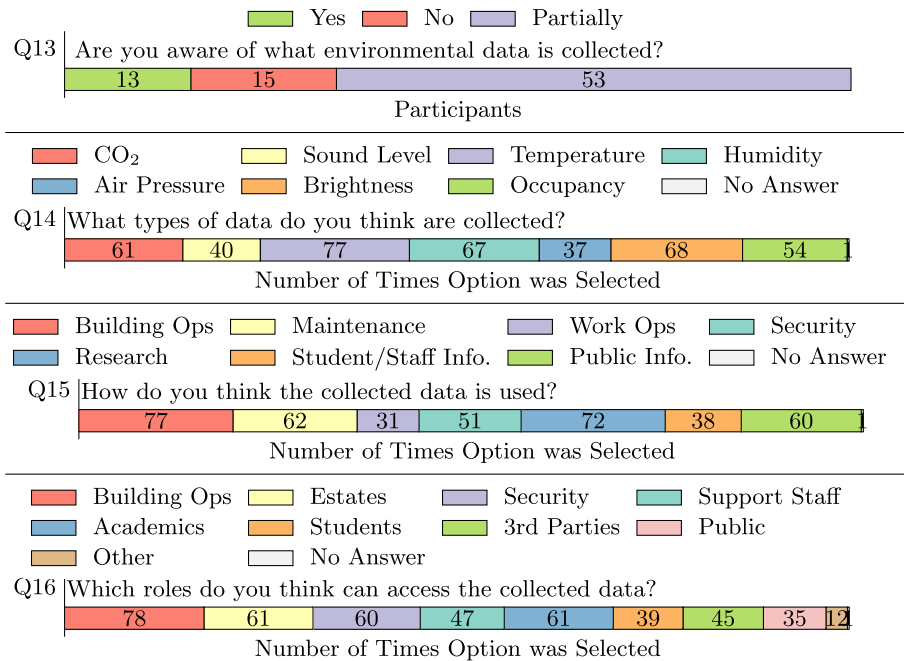 Yes No Partially
Q13 Are you aware of what environmental data is collected?
13 15 53
Participants
CO₂ Sound Level Temperature Humidity
Air Pressure Brightness Occupancy No Answer
Q14 What types of data do you think are collected?
61 40 77 67 37 68 54 1
Number of Times Option was Selected
Building Ops Maintenance Work Ops Security
Research Student/Staff Info. Public Info. No Answer
Q15 How do you think the collected data is used?
77 62 31 51 72 38 60 1
Number of Times Option was Selected
Building Ops Estates Security Support Staff
Academics Students 3rd Parties Public
Other No Answer
Q16 Which roles do you think can access the collected data?
78 61 60 47 61 39 45 35 12 1
Number of Times Option was Selected